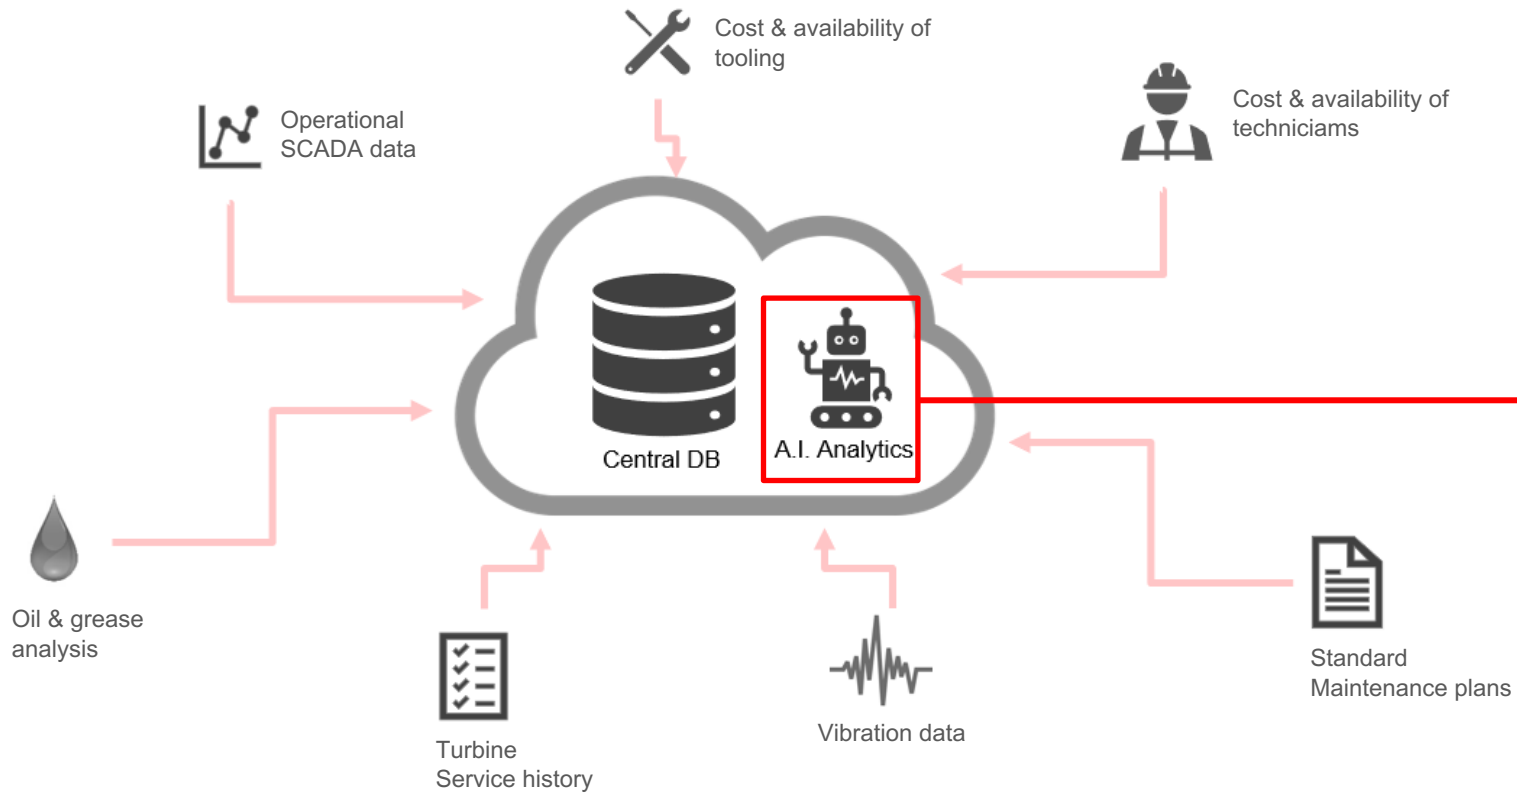 Cost & availability of
tooling
Operational
SCADA data
Cost & availability of
techniciams
Central DB
A.I. Analytics
Oil & grease
analysis
Turbine
Service history
Vibration data
Standard
Maintenance plans